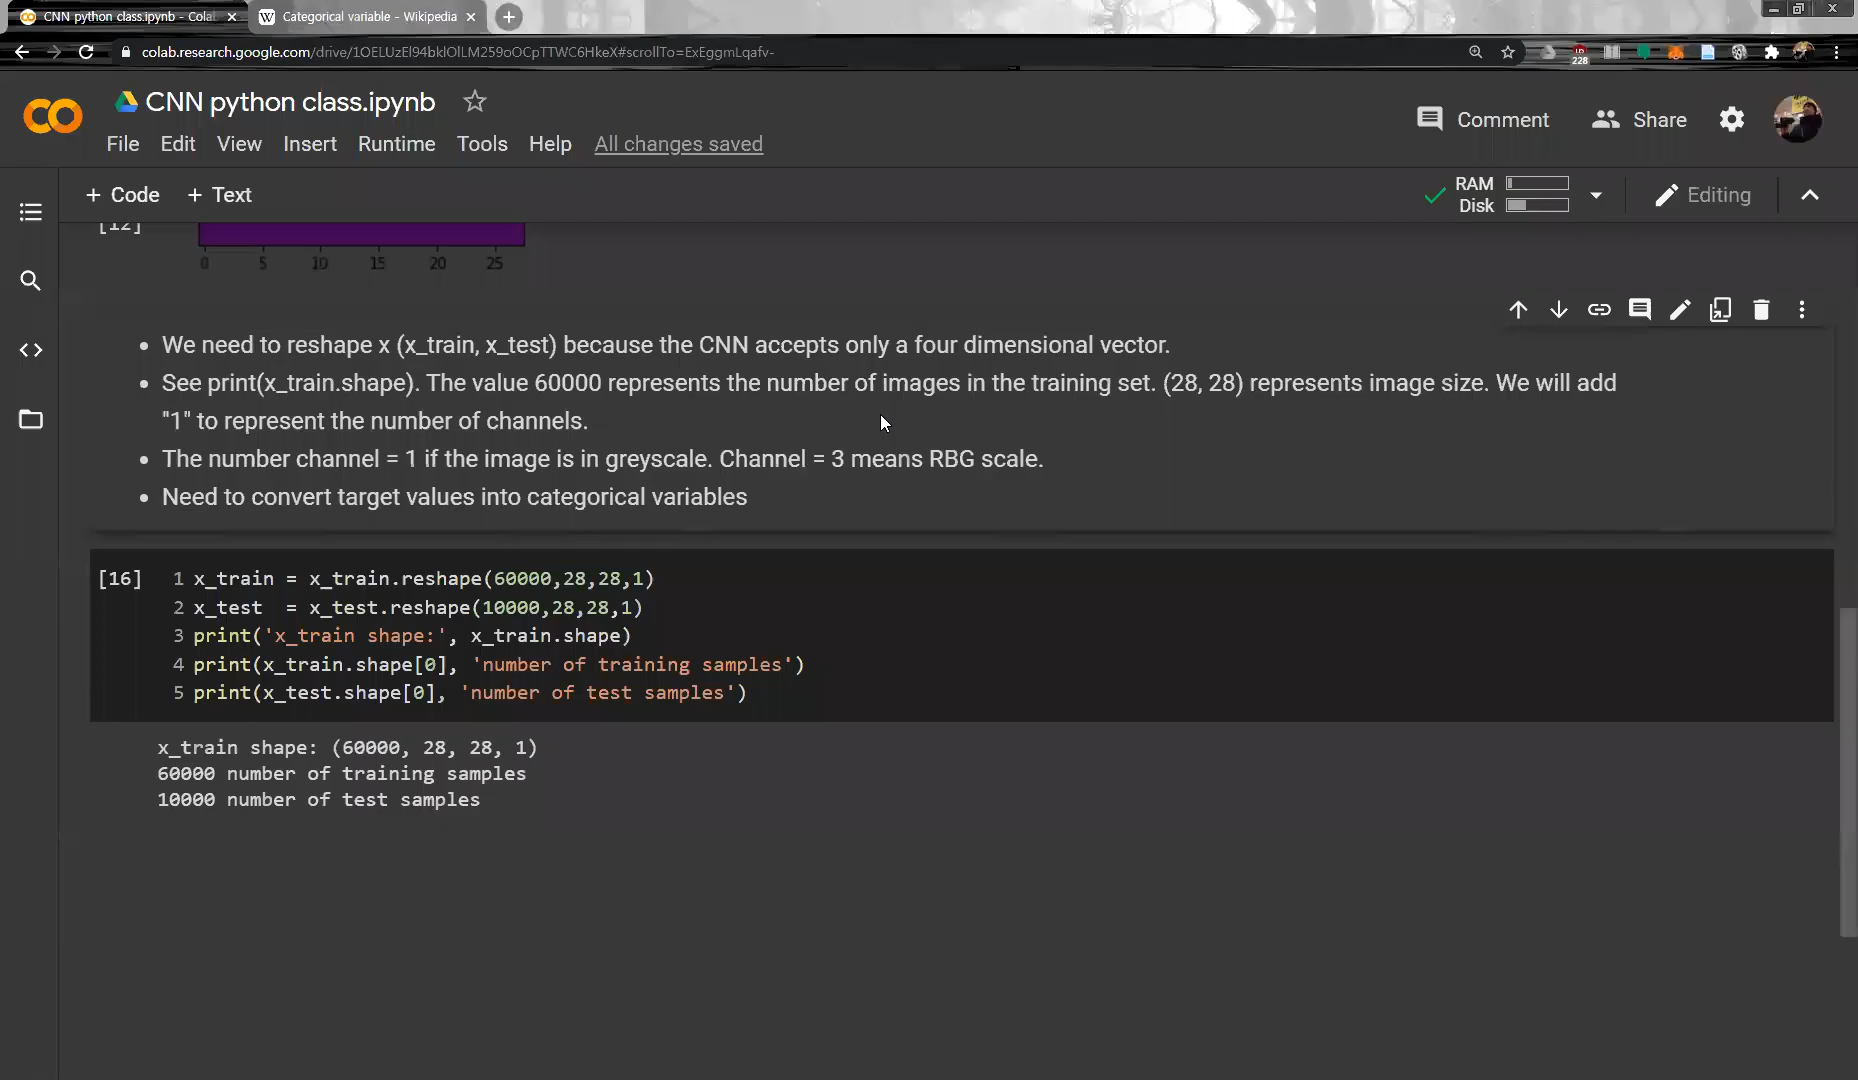 CNN python class.ipynb - Colab
Categorical variable - Wikipedia
colab.research.google.com/drive/1OELUzEl94bklOlLM259oOCpTTWC6HkeX#scrollTo=ExEggmLqafv-
228
CNN python class.ipynb
Comment
Share
File Edit View Insert Runtime Tools Help All changes saved
+ Code + Text
RAM
Disk
Editing
[12]
0 5 10 15 20 25
• We need to reshape x (x_train, x_test) because the CNN accepts only a four dimensional vector.
• See print(x_train.shape). The value 60000 represents the number of images in the training set. (28, 28) represents image size. We will add
"1" to represent the number of channels.
• The number channel = 1 if the image is in greyscale. Channel = 3 means RBG scale.
• Need to convert target values into categorical variables
[16] 1 x_train = x_train.reshape(60000,28,28,1)
2 x_test  = x_test.reshape(10000,28,28,1)
3 print('x_train shape:', x_train.shape)
4 print(x_train.shape[0], 'number of training samples')
5 print(x_test.shape[0], 'number of test samples')
x_train shape: (60000, 28, 28, 1)
60000 number of training samples
10000 number of test samples